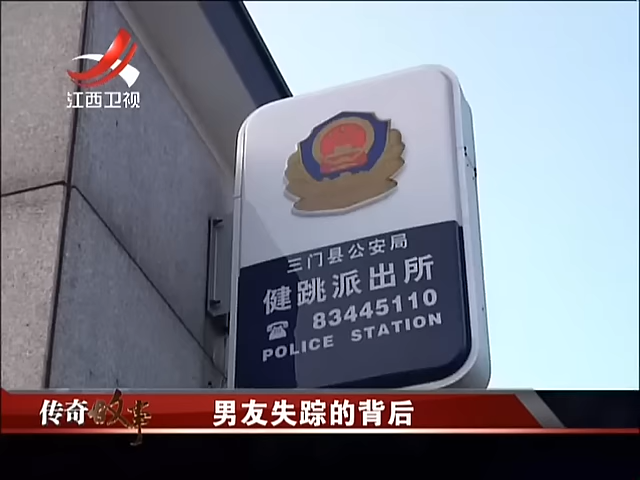 江西卫视
三门县公安局
健跳派出所
☎ 83445110
POLICE STATION
传奇故事
男友失踪的背后